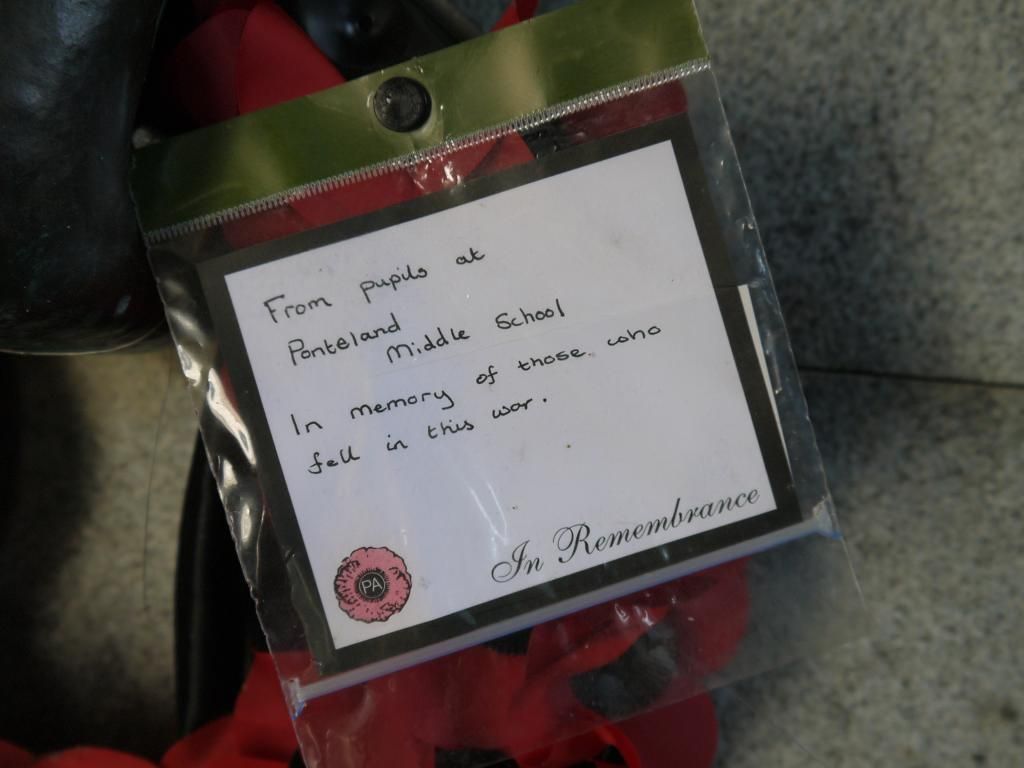 From pupils at
Ponteland
Middle School
In memory of those who
fell in this war.
In Remembrance
PA